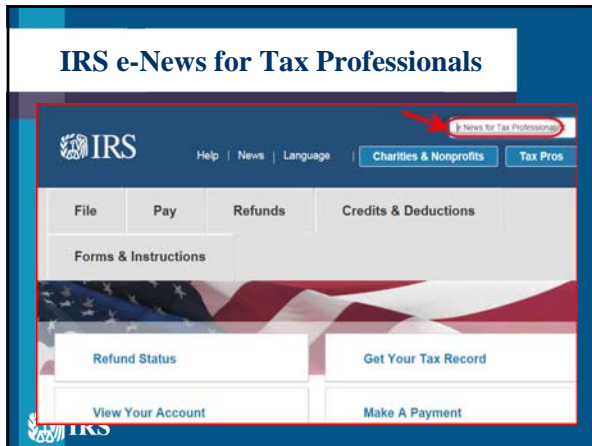 IRS e-News for Tax Professionals
e News for Tax Professionals
IRS
Help | News | Language | Charities & Nonprofits Tax Pros
File Pay Refunds Credits & Deductions
Forms & Instructions
Refund Status Get Your Tax Record
View Your Account Make A Payment
IRS